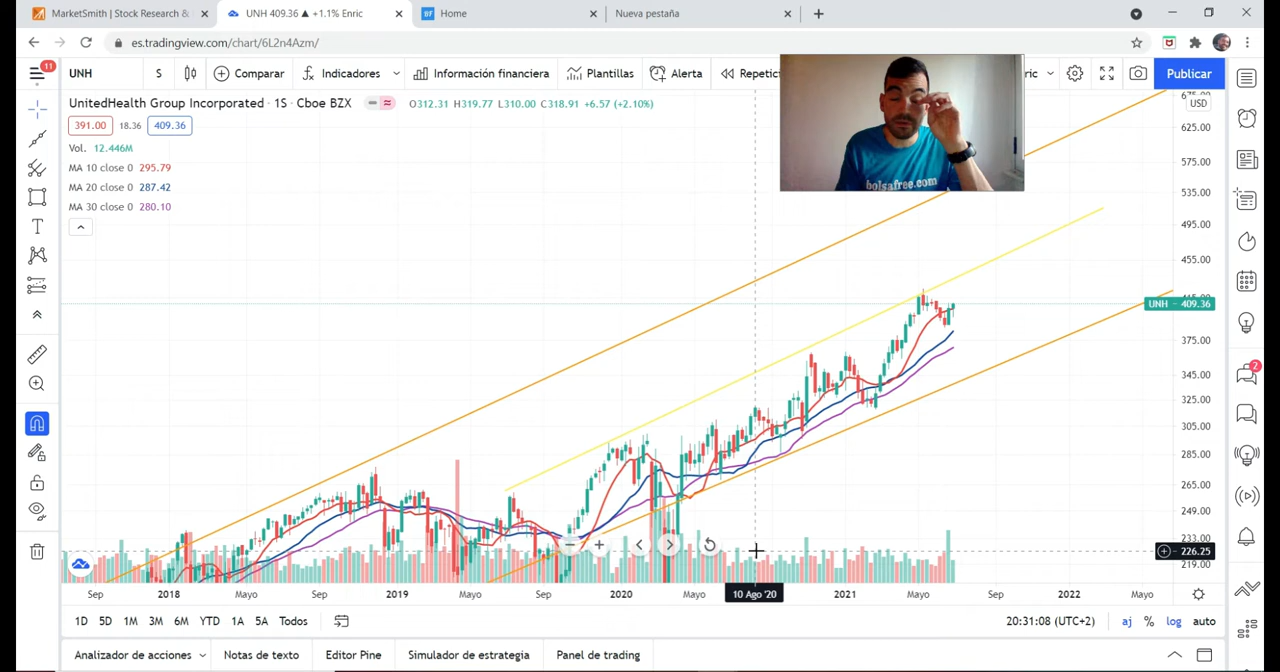 MarketSmith | Stock Research &
UNH 409.36 ▲ +1.1% Enric
BF Home
Nueva pestaña
es.tradingview.com/chart/6L2n4Azm/
11
UNH
S
Comparar
Indicadores
Información financiera
Plantillas
Alerta
Repetic
ric
Publicar
UnitedHealth Group Incorporated · 1S · Cboe BZX
O312.31 H319.77 L310.00 C318.91 +6.57 (+2.10%)
391.00 18.36 409.36
Vol. 12.446M
MA 10 close 0 295.79
MA 20 close 0 287.42
MA 30 close 0 280.10
bolsafree.com
675.00
USD
625.00
575.00
535.00
495.00
455.00
415.00
UNH 409.36
375.00
345.00
325.00
305.00
285.00
265.00
249.00
233.00
226.25
219.00
2
Sep 2018 Mayo Sep 2019 Mayo Sep 2020 Mayo 10 Ago '20 2021 Mayo Sep 2022 Mayo
1D 5D 1M 3M 6M YTD 1A 5A Todos
20:31:08 (UTC+2) aj % log auto
Analizador de acciones Notas de texto Editor Pine Simulador de estrategia Panel de trading